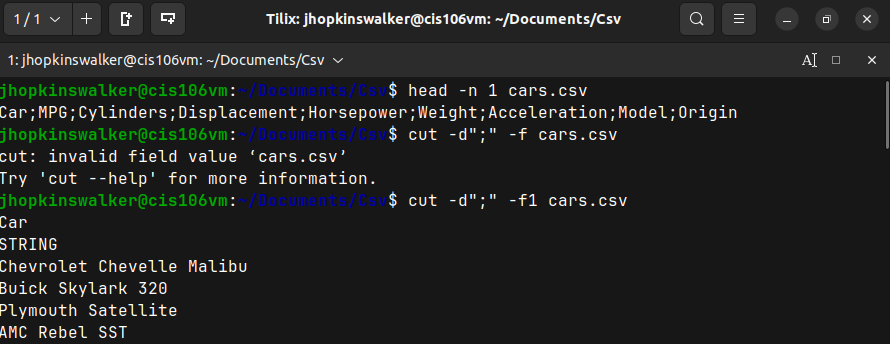 1 / 1
Tilix: jhopkinswalker@cis106vm: ~/Documents/Csv
1: jhopkinswalker@cis106vm: ~/Documents/Csv
jhopkinswalker@cis106vm:~/Documents/Csv$ head -n 1 cars.csv
Car;MPG;Cylinders;Displacement;Horsepower;Weight;Acceleration;Model;Origin
jhopkinswalker@cis106vm:~/Documents/Csv$ cut -d";" -f cars.csv
cut: invalid field value ‘cars.csv’
Try 'cut --help' for more information.
jhopkinswalker@cis106vm:~/Documents/Csv$ cut -d";" -f1 cars.csv
Car
STRING
Chevrolet Chevelle Malibu
Buick Skylark 320
Plymouth Satellite
AMC Rebel SST